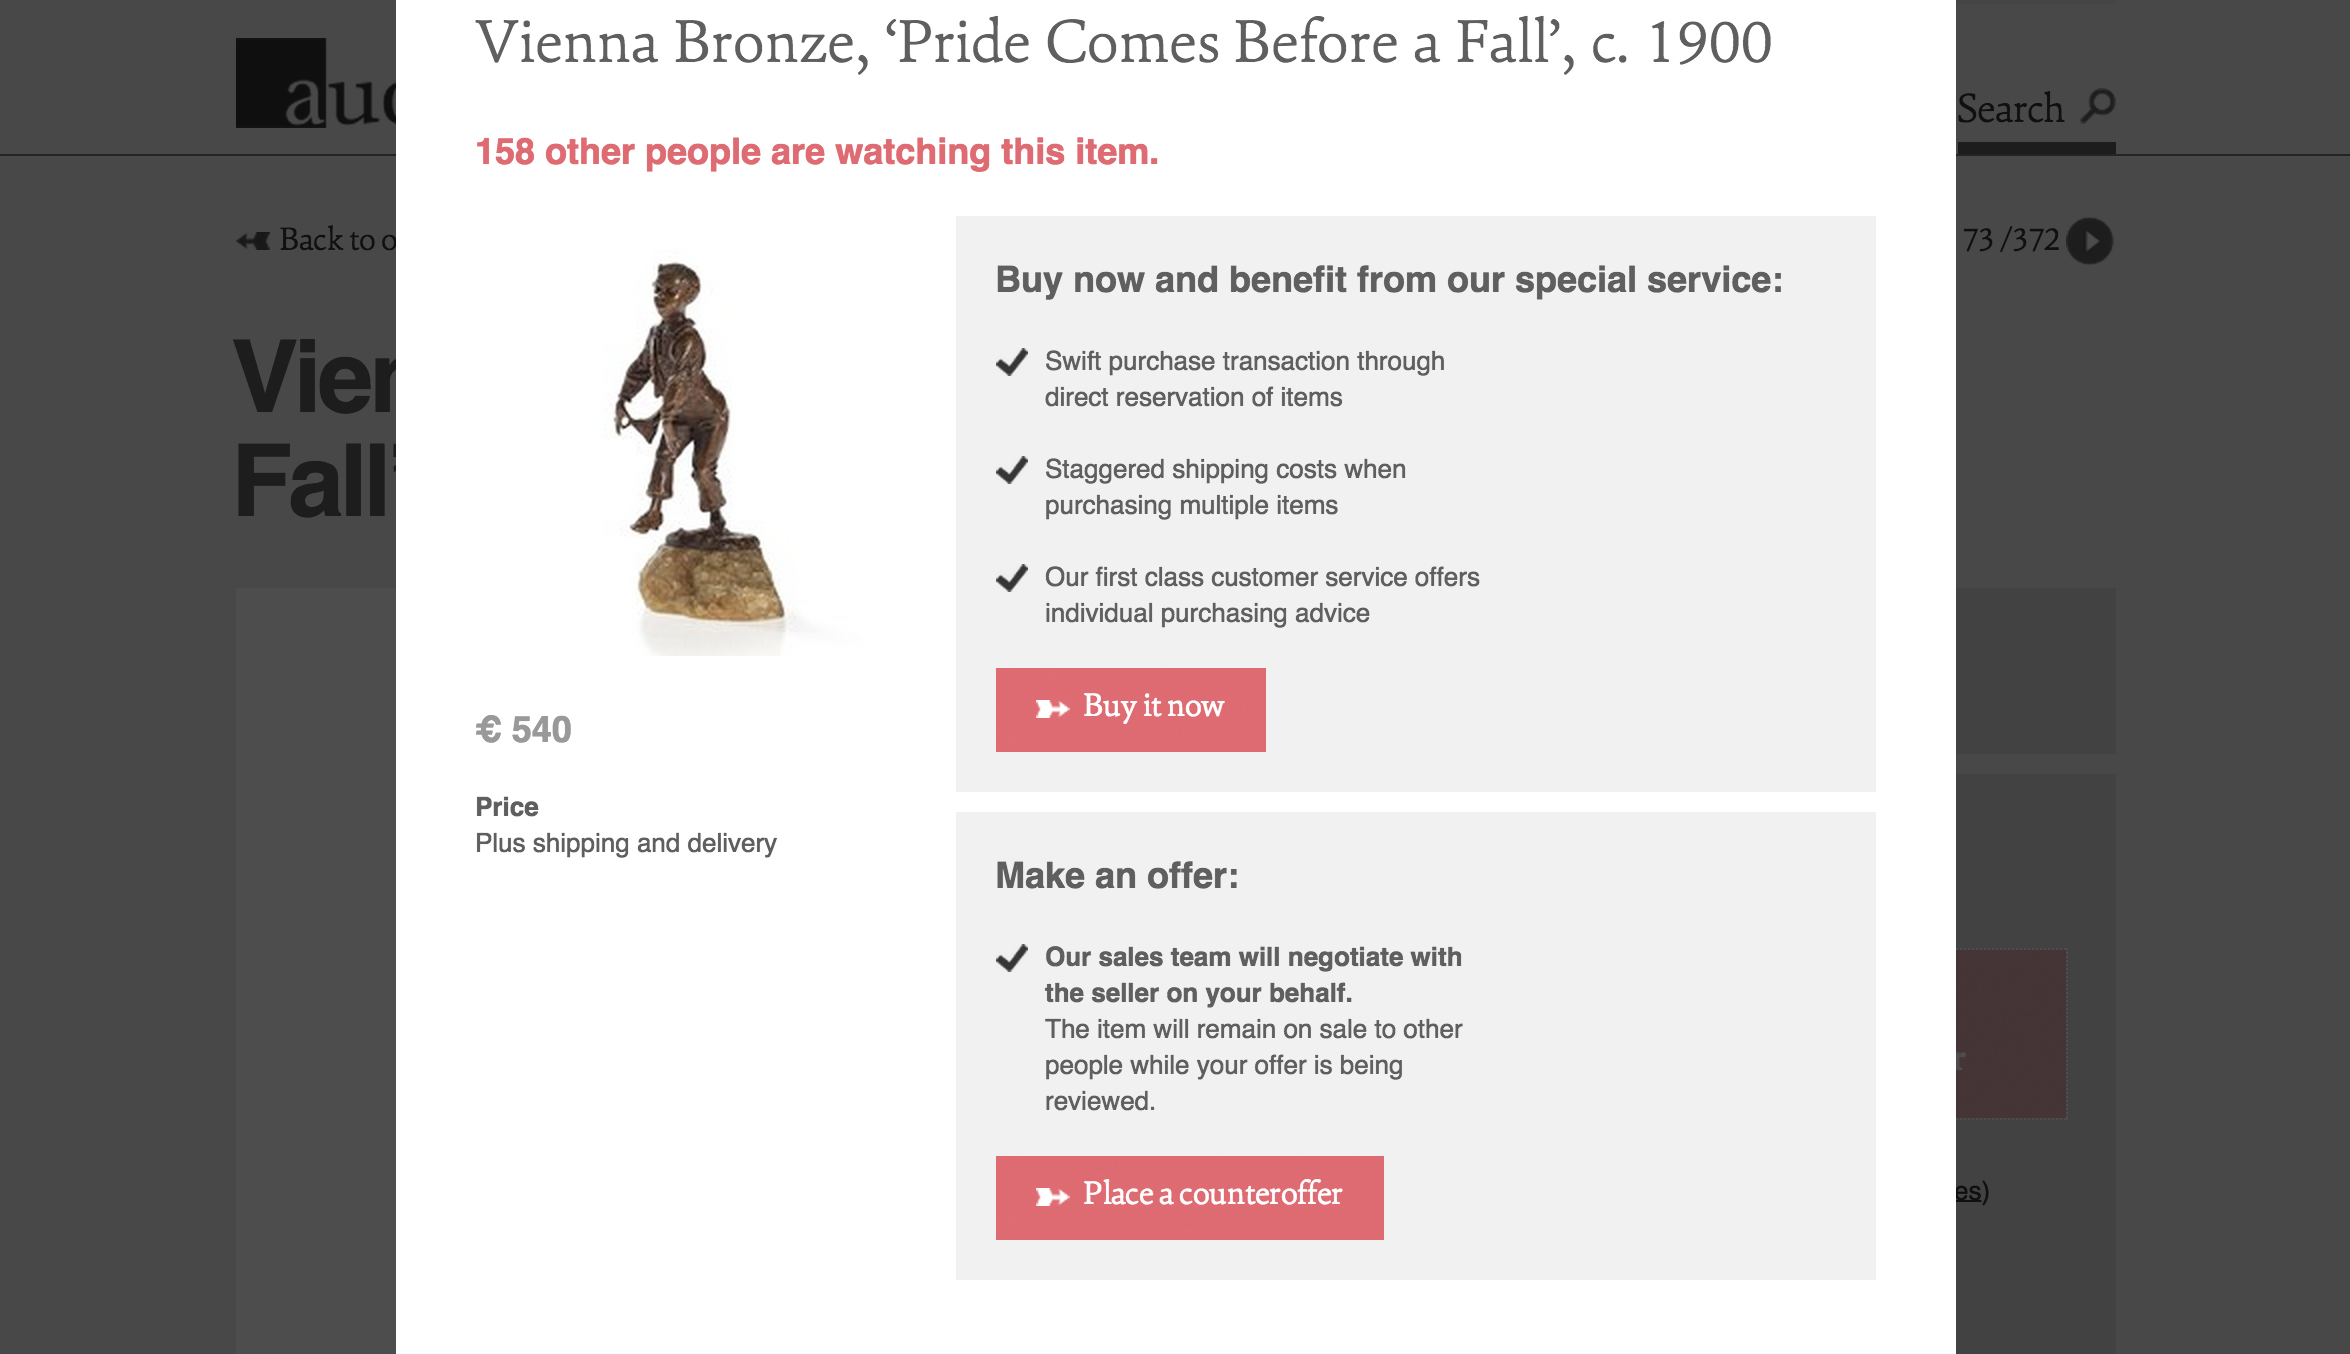 Vienna Bronze, ‘Pride Comes Before a Fall’, c. 1900
Search
158 other people are watching this item.
Back to
73 /372
Buy now and benefit from our special service:
Swift purchase transaction through
direct reservation of items
Staggered shipping costs when
purchasing multiple items
Our first class customer service offers
individual purchasing advice
Buy it now
€ 540
Price
Plus shipping and delivery
Fall’
Make an offer:
Our sales team will negotiate with
the seller on your behalf.
The item will remain on sale to other
people while your offer is being
reviewed.
Place a counteroffer